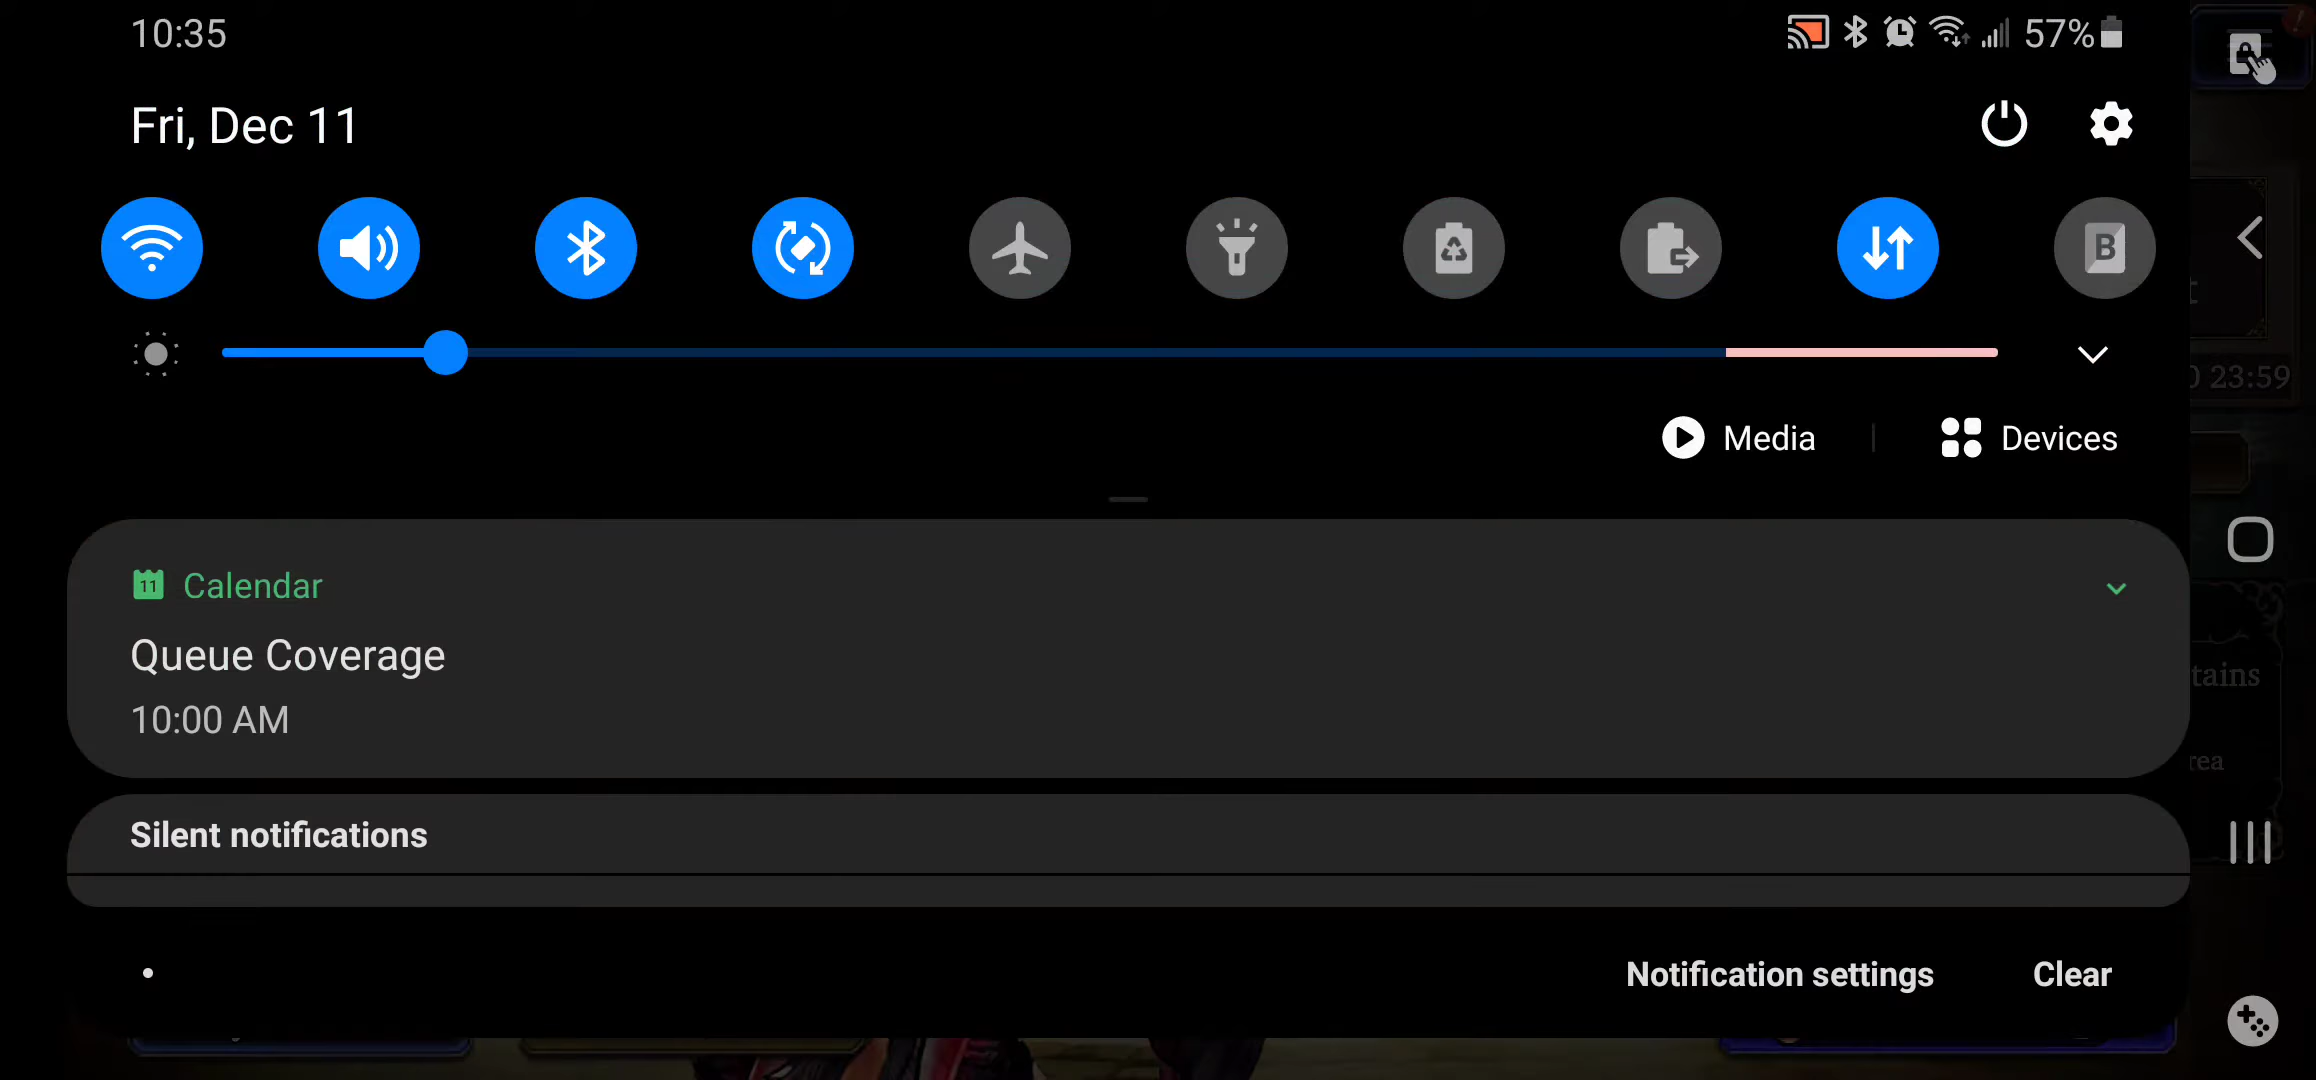 10:35
57%
Fri, Dec 11
B
23:59
Media
Devices
11 Calendar
Queue Coverage
10:00 AM
tains
rea
Silent notifications
Notification settings
Clear